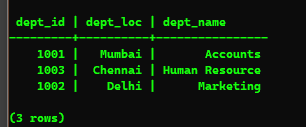 dept_id | dept_loc | dept_name
---------+----------+----------------
1001 | Mumbai | Accounts
1003 | Chennai | Human Resource
1002 | Delhi | Marketing
(3 rows)